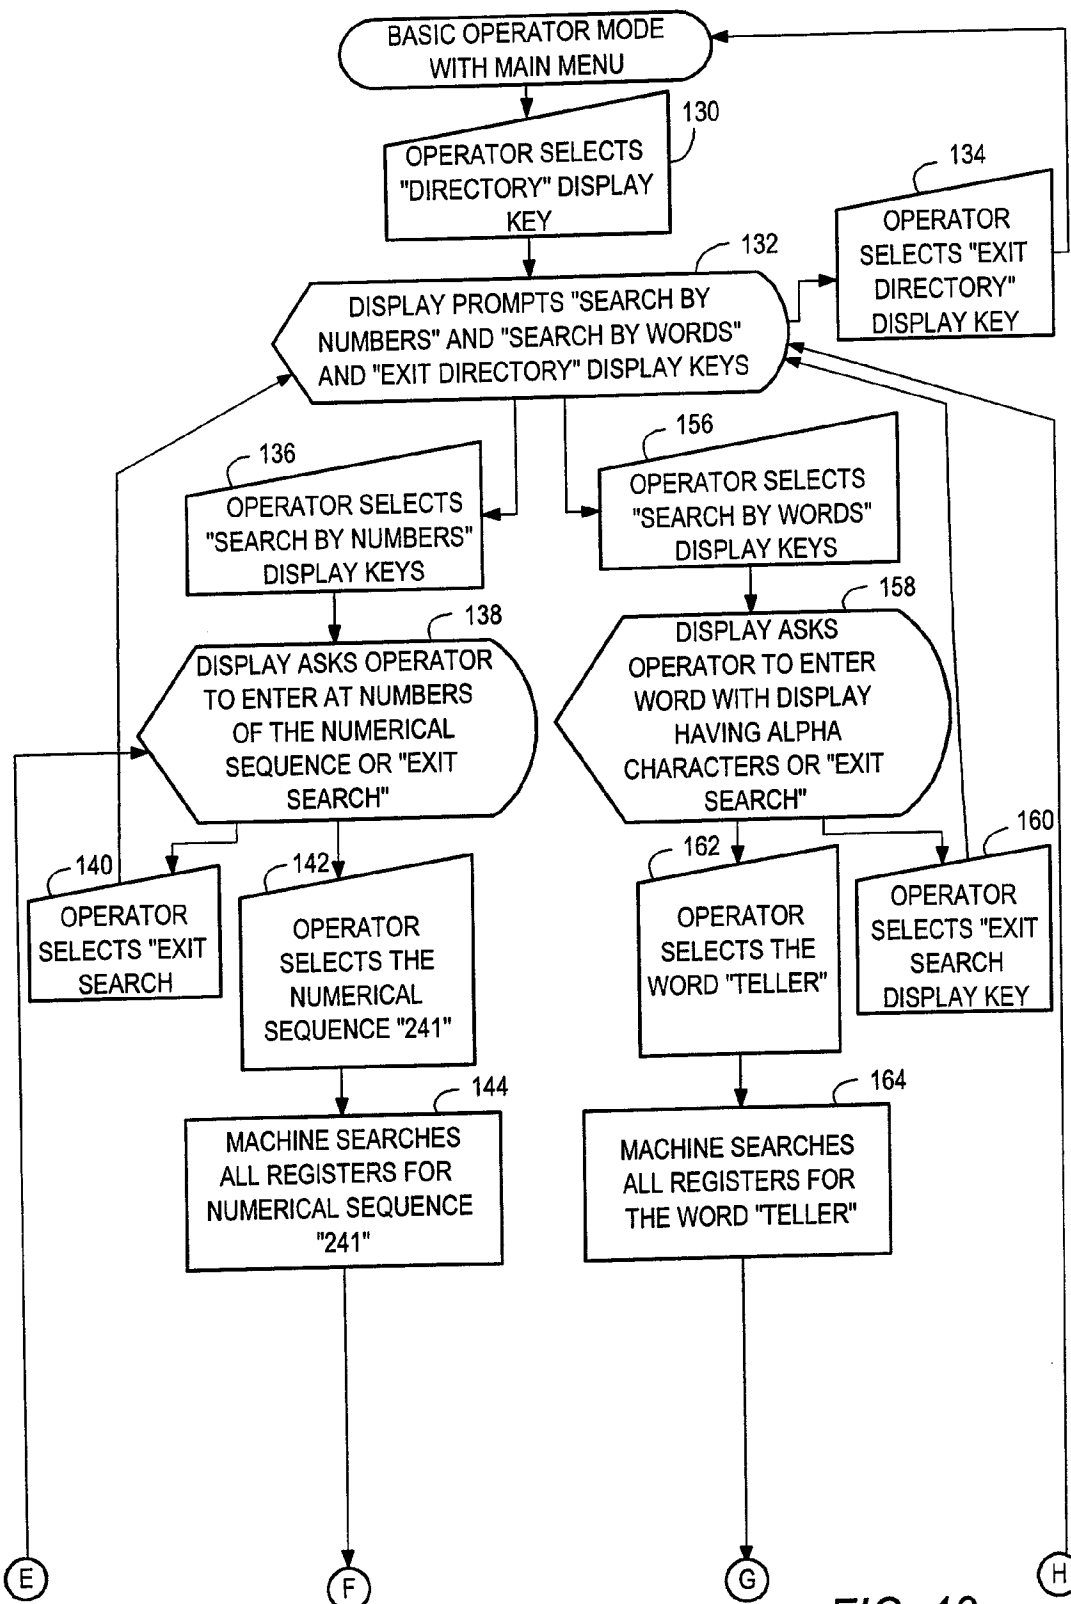 BASIC OPERATOR MODE
WITH MAIN MENU
130
OPERATOR SELECTS
"DIRECTORY" DISPLAY
KEY
134
OPERATOR
SELECTS "EXIT
DIRECTORY"
DISPLAY KEY
132
DISPLAY PROMPTS "SEARCH BY
NUMBERS" AND "SEARCH BY WORDS"
AND "EXIT DIRECTORY" DISPLAY KEYS
136
OPERATOR SELECTS
"SEARCH BY NUMBERS"
DISPLAY KEYS
156
OPERATOR SELECTS
"SEARCH BY WORDS"
DISPLAY KEYS
138
DISPLAY ASKS OPERATOR
TO ENTER AT NUMBERS
OF THE NUMERICAL
SEQUENCE OR "EXIT
SEARCH"
158
DISPLAY ASKS
OPERATOR TO ENTER
WORD WITH DISPLAY
HAVING ALPHA
CHARACTERS OR "EXIT
SEARCH"
140
OPERATOR
SELECTS "EXIT
SEARCH
142
OPERATOR
SELECTS THE
NUMERICAL
SEQUENCE "241"
162
OPERATOR
SELECTS THE
WORD "TELLER"
160
OPERATOR
SELECTS "EXIT
SEARCH
DISPLAY KEY
144
MACHINE SEARCHES
ALL REGISTERS FOR
NUMERICAL SEQUENCE
"241"
164
MACHINE SEARCHES
ALL REGISTERS FOR
THE WORD "TELLER"
E
F
G
H